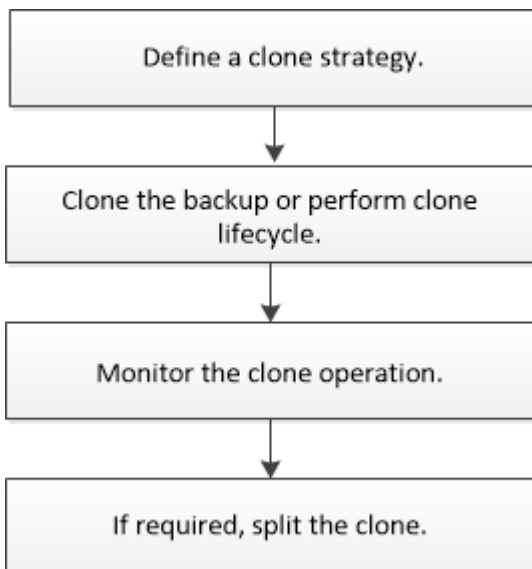 Define a clone strategy.
Clone the backup or perform clone
lifecycle.
Monitor the clone operation.
If required, split the clone.